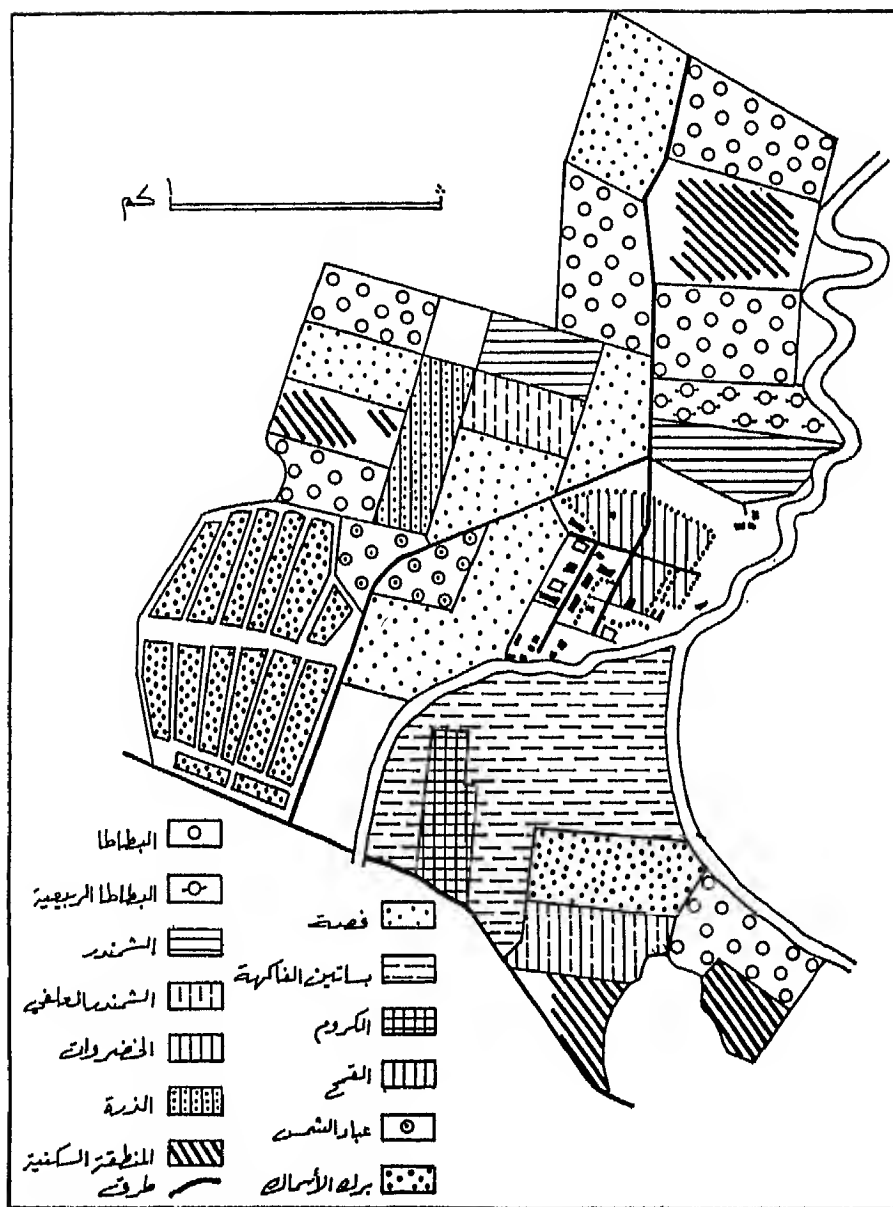 كم
البطاطا
البطاطا الربيعية
الشمندر
الشمندر العلفي
الخضروات
الذرة
المنطقة السكنية
طرق
فصة
بساتين الفاكهة
الكروم
القمح
عباد الشمس
برك الأسماك